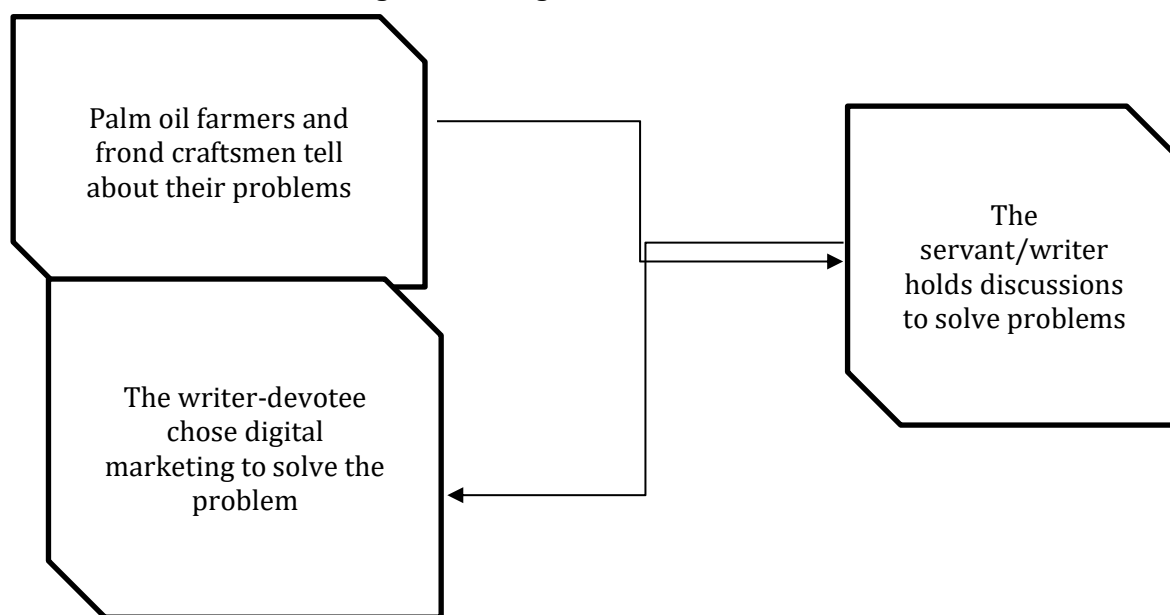 Palm oil farmers and
frond craftsmen tell
about their problems
The
servant/writer
holds discussions
to solve problems
The writer-devotee
chose digital
marketing to solve the
problem